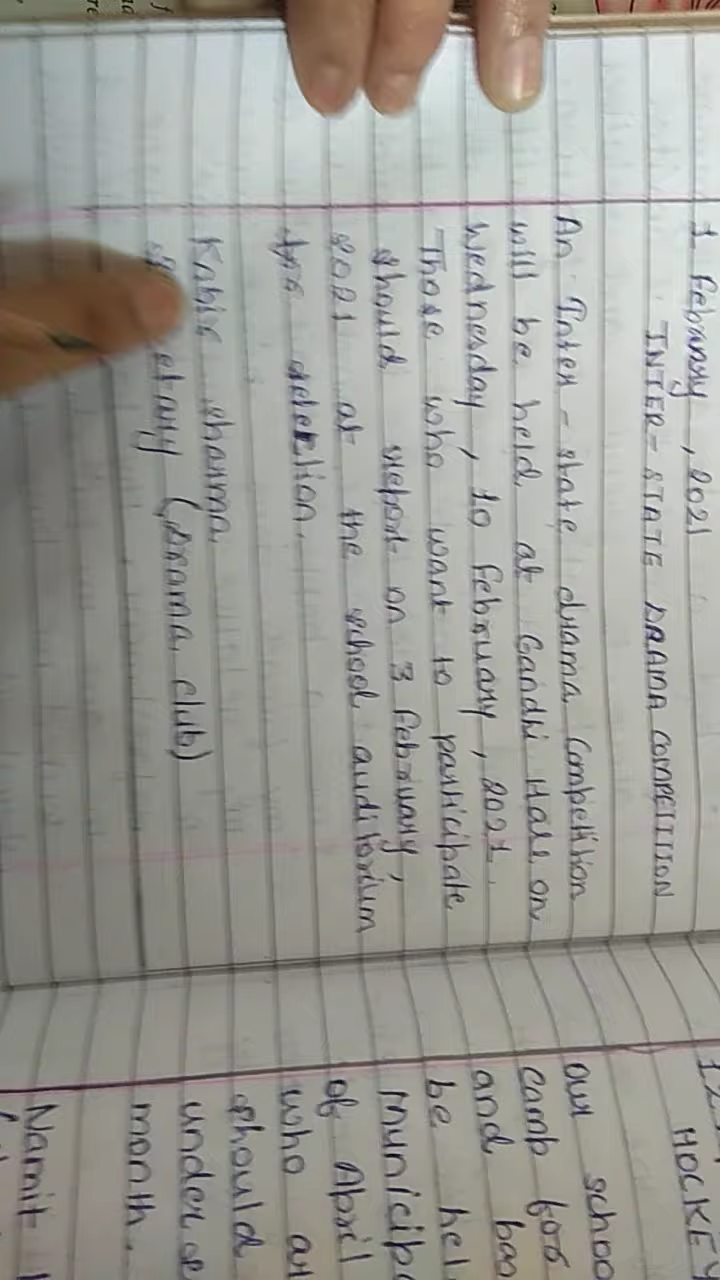 1 Febrary, 2021
INTER-STATE DRAMA COMPETITION
An Inter-state drama Competition
will be held at Gandhi Hall on
Wednesday, 10 February, 2021.
Those who want to participate
should report on 3 February,
2021 at the school auditorium
for selection.
Kabir sharma
etary (Drama club)
HOCKEY
our schoo
camp for
and ba
be hel
municip
of April
who a
should
under
month.
Namit